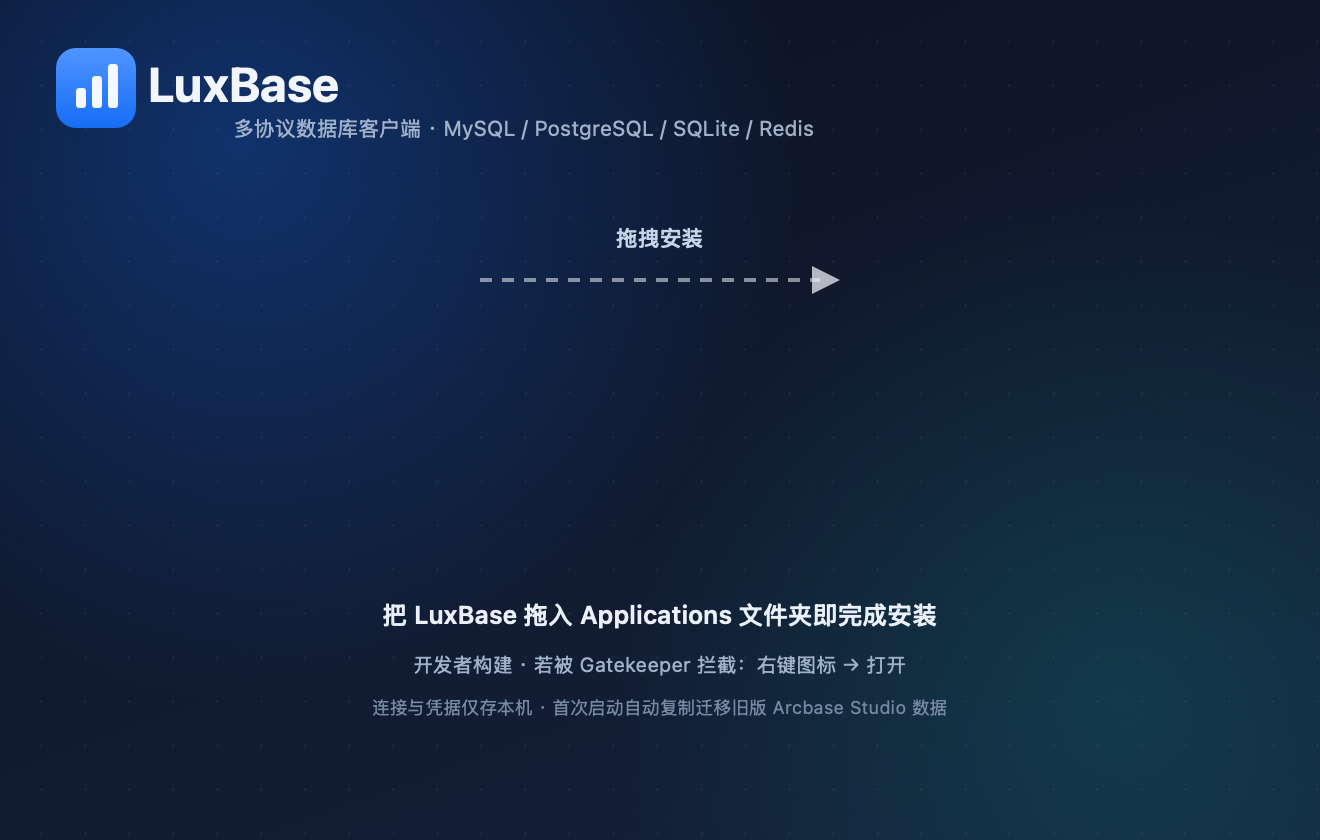 LuxBase
多协议数据库客户端 · MySQL / PostgreSQL / SQLite / Redis
拖拽安装
把 LuxBase 拖入 Applications 文件夹即完成安装
开发者构建 · 若被 Gatekeeper 拦截：右键图标 → 打开
连接与凭据仅存本机 · 首次启动自动复制迁移旧版 Arcbase Studio 数据